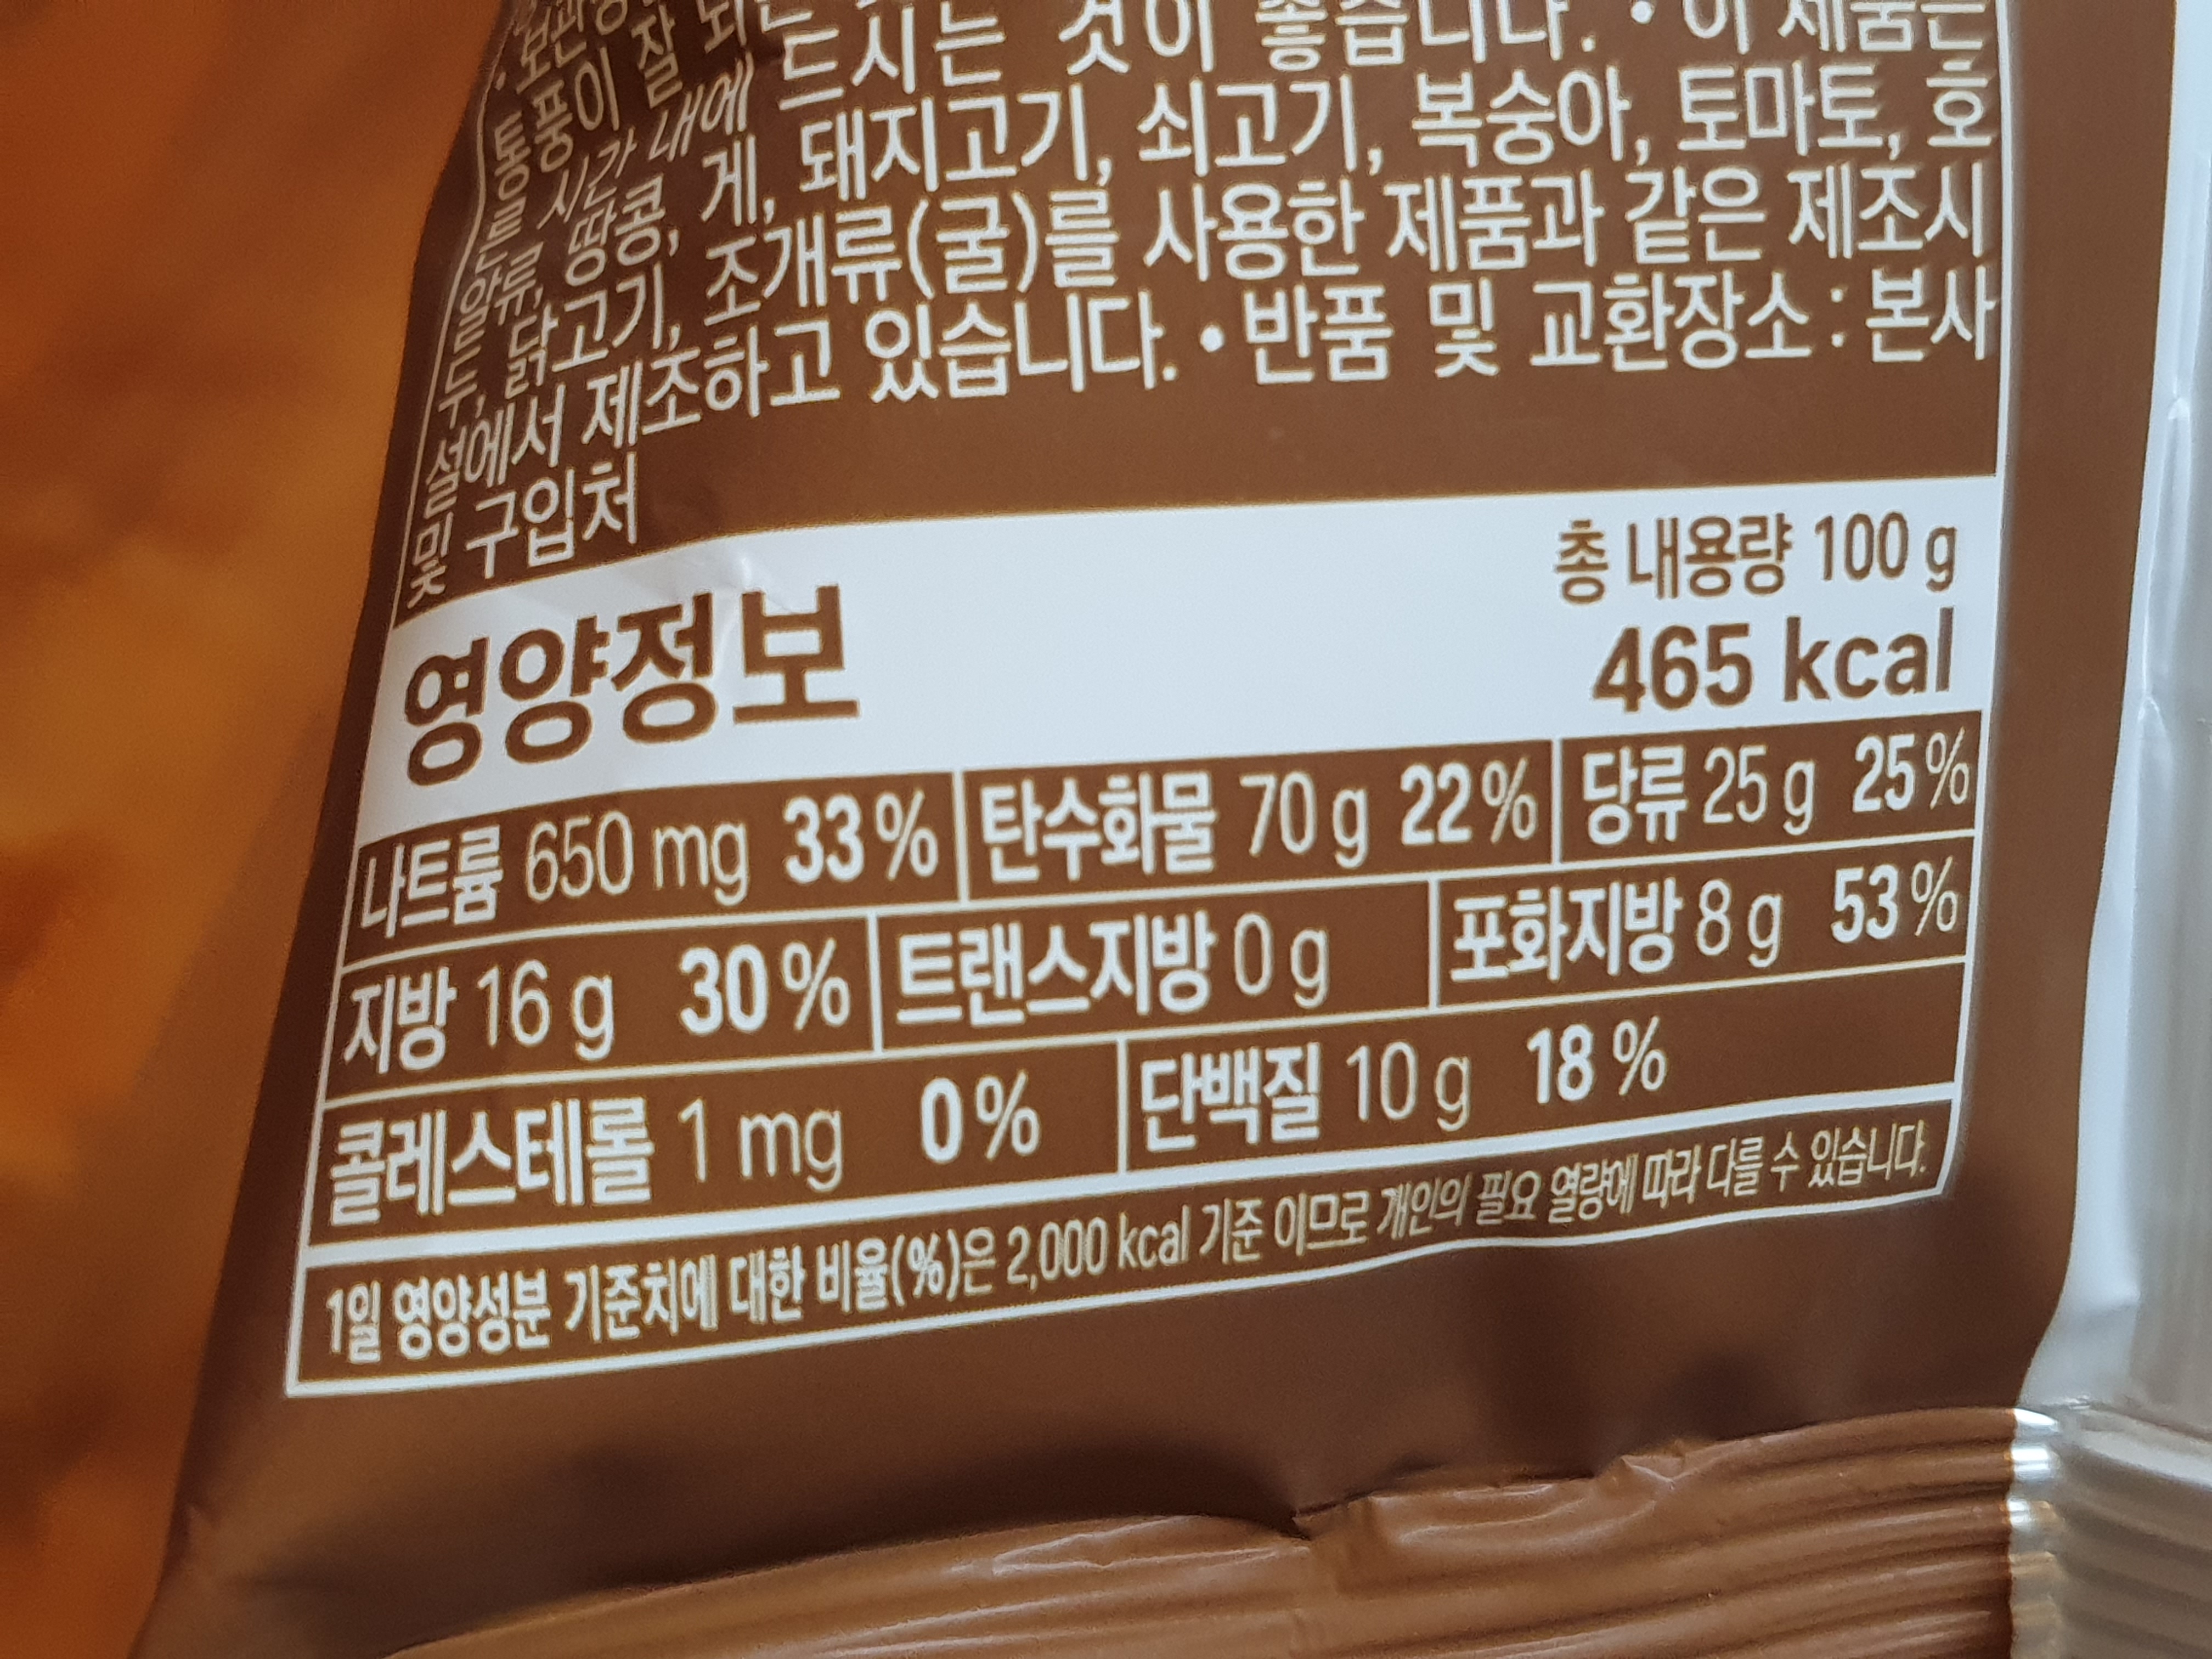 통풍이 잘
시간 내에 드시는 것이 좋습니다. • 이 제품은
알류, 땅콩, 게, 돼지고기, 쇠고기, 복숭아, 토마토, 호
두, 닭고기, 조개류(굴)를 사용한 제품과 같은 제조시
설에서 제조하고 있습니다. • 반품 및 교환장소 : 본사
및 구입처
총 내용량 100 g
영양정보 465 kcal
나트륨 650 mg 33% 탄수화물 70 g 22% 당류 25 g 25%
지방 16 g 30% 트랜스지방 0 g 포화지방 8 g 53%
콜레스테롤 1 mg 0% 단백질 10 g 18%
1일 영양성분 기준치에 대한 비율(%)은 2,000 kcal 기준 이므로 개인의 필요 열량에 따라 다를 수 있습니다.